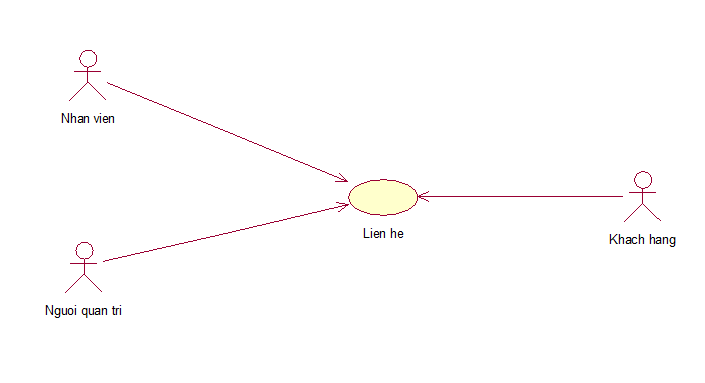 Nhan vien
Lien he
Khach hang
Nguoi quan tri